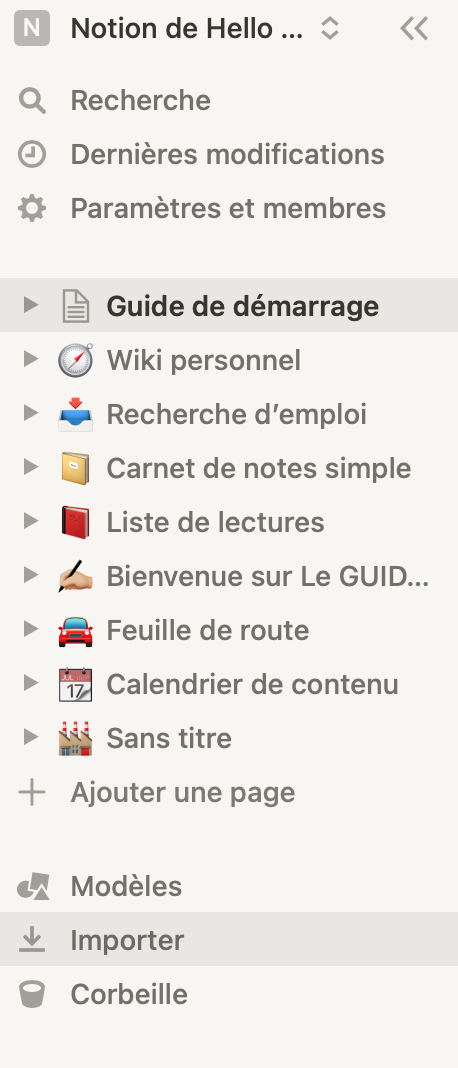 N Notion de Hello ...
Recherche
Dernières modifications
Paramètres et membres
Guide de démarrage
Wiki personnel
Recherche d’emploi
Carnet de notes simple
Liste de lectures
Bienvenue sur Le GUID...
Feuille de route
JUL
17
Calendrier de contenu
Sans titre
Ajouter une page
Modèles
Importer
Corbeille